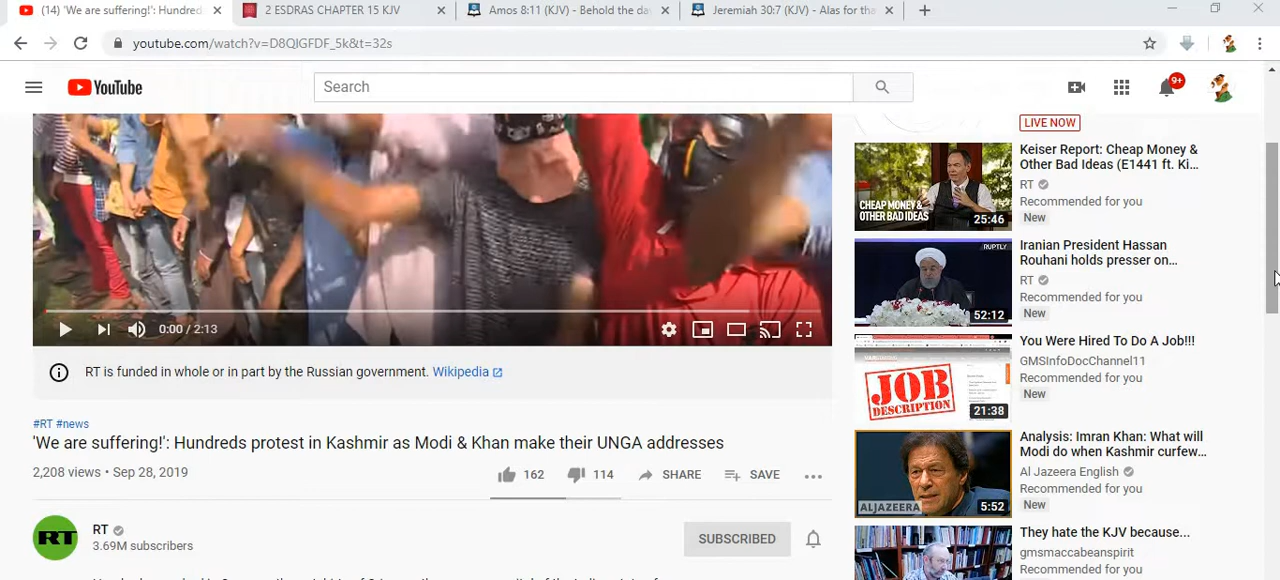 (14) 'We are suffering!': Hundreds
2 ESDRAS CHAPTER 15 KJV
Amos 8:11 (KJV) - Behold the da
Jeremiah 30:7 (KJV) - Alas for tha
youtube.com/watch?v=D8QIGFDF_5k&t=32s
YouTube
Search
9+
LIVE NOW
Keiser Report: Cheap Money &
Other Bad Ideas (E1441 ft. Ki...
RT
Recommended for you
New
CHEAP MONEY
& OTHER BAD IDEAS
25:46
Iranian President Hassan
Rouhani holds presser on...
RT
Recommended for you
New
RUPTLY
52:12
You Were Hired To Do A Job!!!
GMSInfoDocChannel11
Recommended for you
New
JOB
DESCRIPTION
21:38
Analysis: Imran Khan: What will
Modi do when Kashmir curfew...
Al Jazeera English
Recommended for you
New
ALJAZEERA
5:52
They hate the KJV because...
gmsmaccabeanspirit
Recommended for you
0:00 / 2:13
RT is funded in whole or in part by the Russian government. Wikipedia
#RT #news
'We are suffering!': Hundreds protest in Kashmir as Modi & Khan make their UNGA addresses
2,208 views • Sep 28, 2019
162
114
SHARE
SAVE
RT
RT
3.69M subscribers
SUBSCRIBED